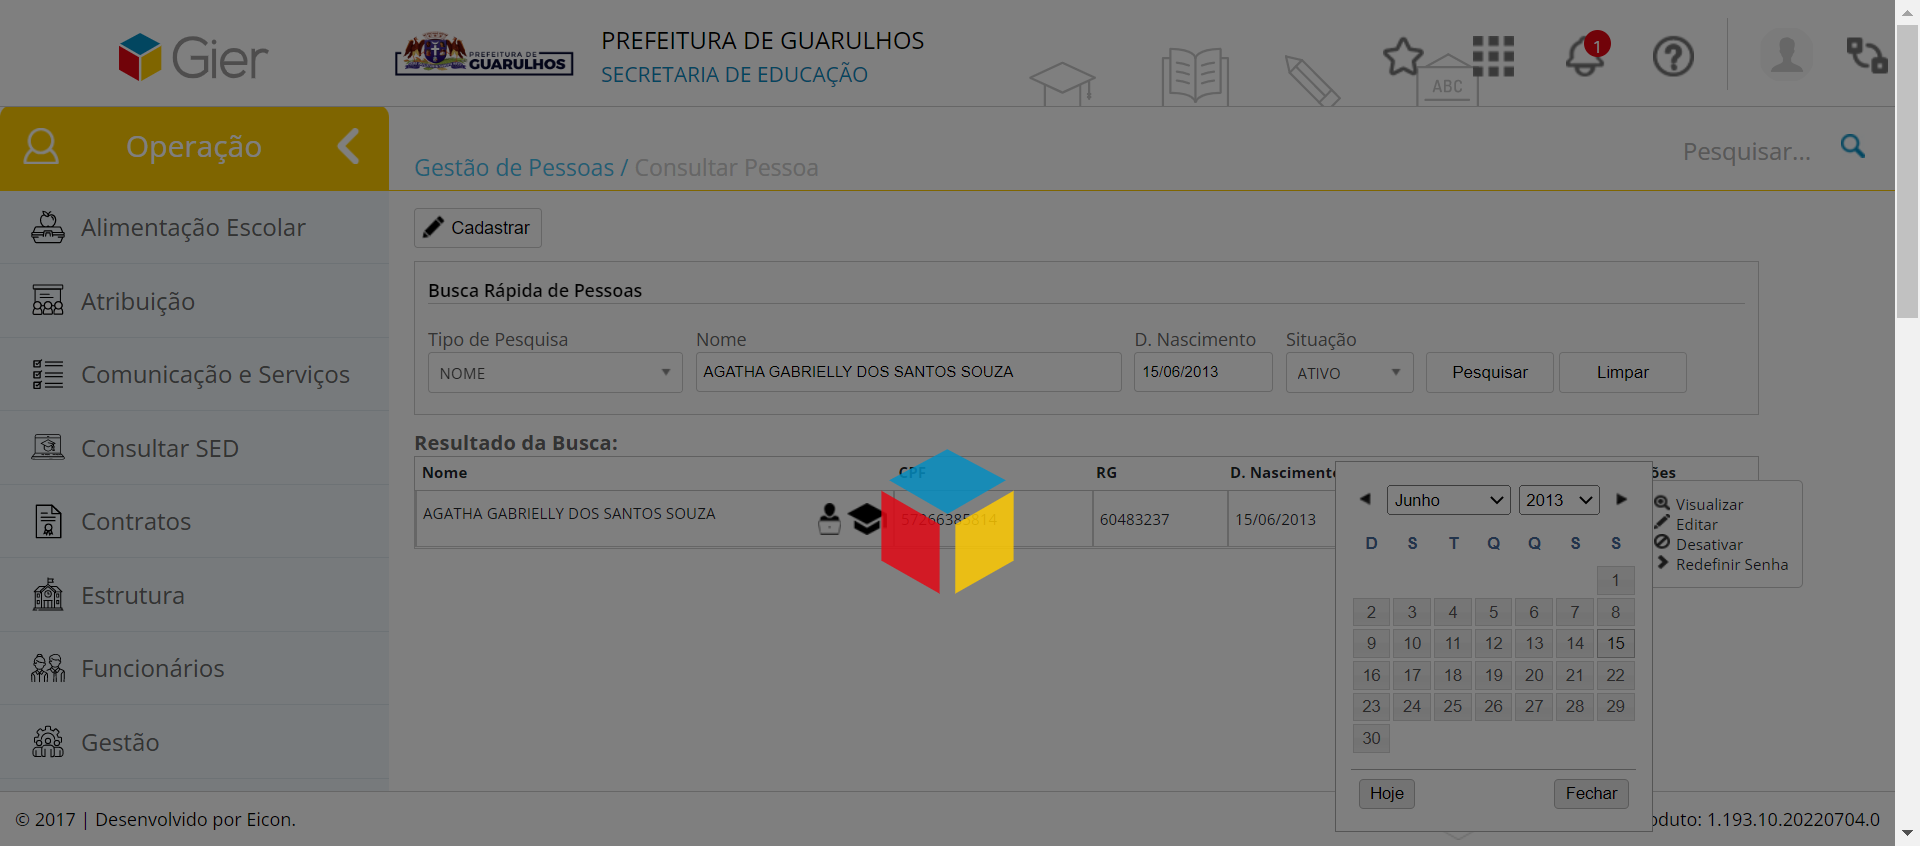 Gier
PREFEITURA DE
GUARULHOS
PREFEITURA DE GUARULHOS
SECRETARIA DE EDUCAÇÃO
ABC
1
Operação
Gestão de Pessoas / Consultar Pessoa
Pesquisar...
Alimentação Escolar
Atribuição
Comunicação e Serviços
Consultar SED
Contratos
Estrutura
Funcionários
Gestão
Cadastrar
Busca Rápida de Pessoas
Tipo de Pesquisa Nome D. Nascimento Situação
NOME AGATHA GABRIELLY DOS SANTOS SOUZA 15/06/2013 ATIVO Pesquisar Limpar
Resultado da Busca:
Nome CPF RG D. Nascimento ões
AGATHA GABRIELLY DOS SANTOS SOUZA 57266385814 60483237 15/06/2013
Visualizar
Editar
Desativar
Redefinir Senha
Junho 2013
D S T Q Q S S
1
2 3 4 5 6 7 8
9 10 11 12 13 14 15
16 17 18 19 20 21 22
23 24 25 26 27 28 29
30
Hoje Fechar
© 2017 | Desenvolvido por Eicon.
oduto: 1.193.10.20220704.0